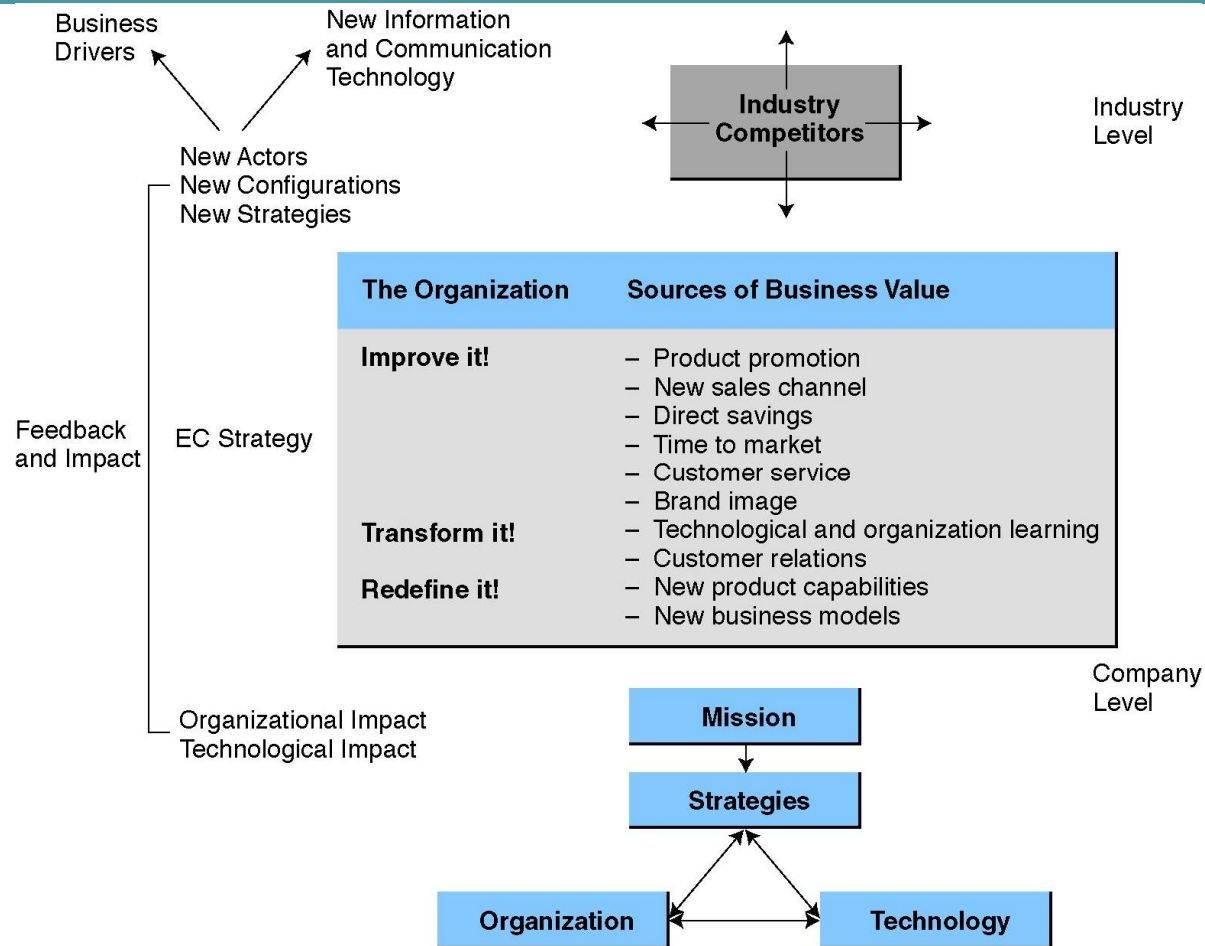 Business
Drivers
New Information
and Communication
Technology
Industry
Competitors
Industry
Level
New Actors
New Configurations
New Strategies
The Organization
Sources of Business Value
Improve it!
– Product promotion
– New sales channel
– Direct savings
– Time to market
– Customer service
– Brand image
Transform it!
– Technological and organization learning
– Customer relations
Redefine it!
– New product capabilities
– New business models
Feedback
and Impact
EC Strategy
Company
Level
Organizational Impact
Technological Impact
Mission
Strategies
Organization
Technology